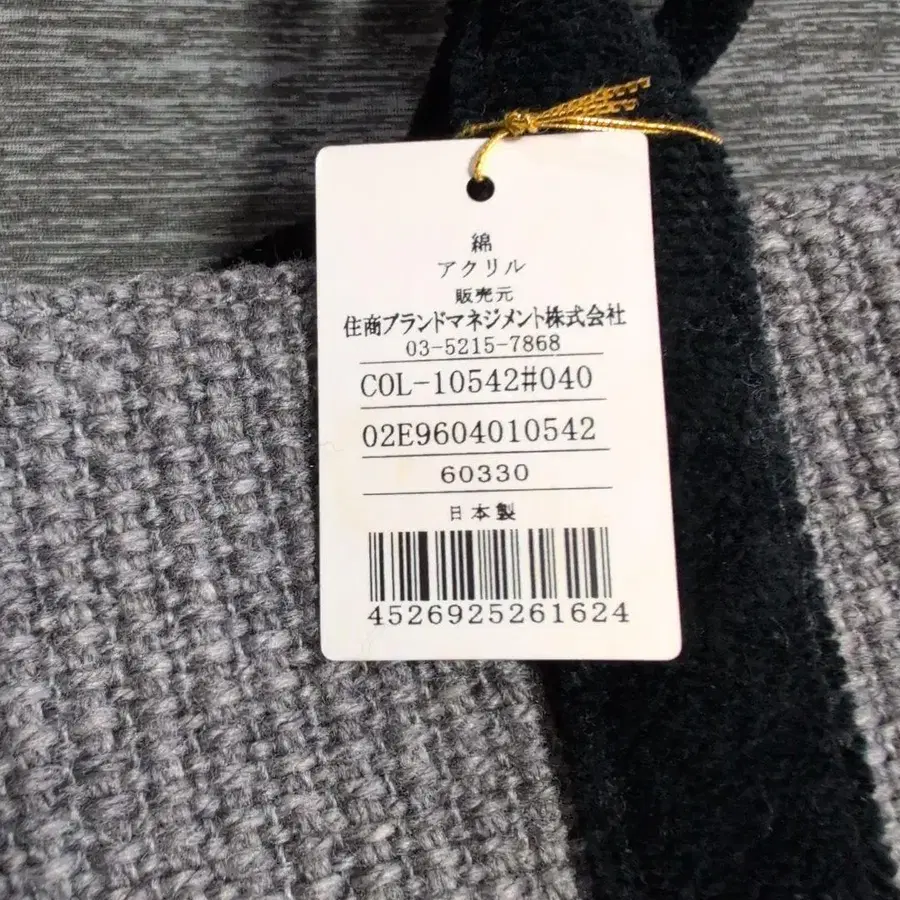 綿
アクリル
販売元
住商ブランドマネジメント株式会社
03-5215-7868
COL-10542#040
02E9604010542
60330
日本製
4526925261624